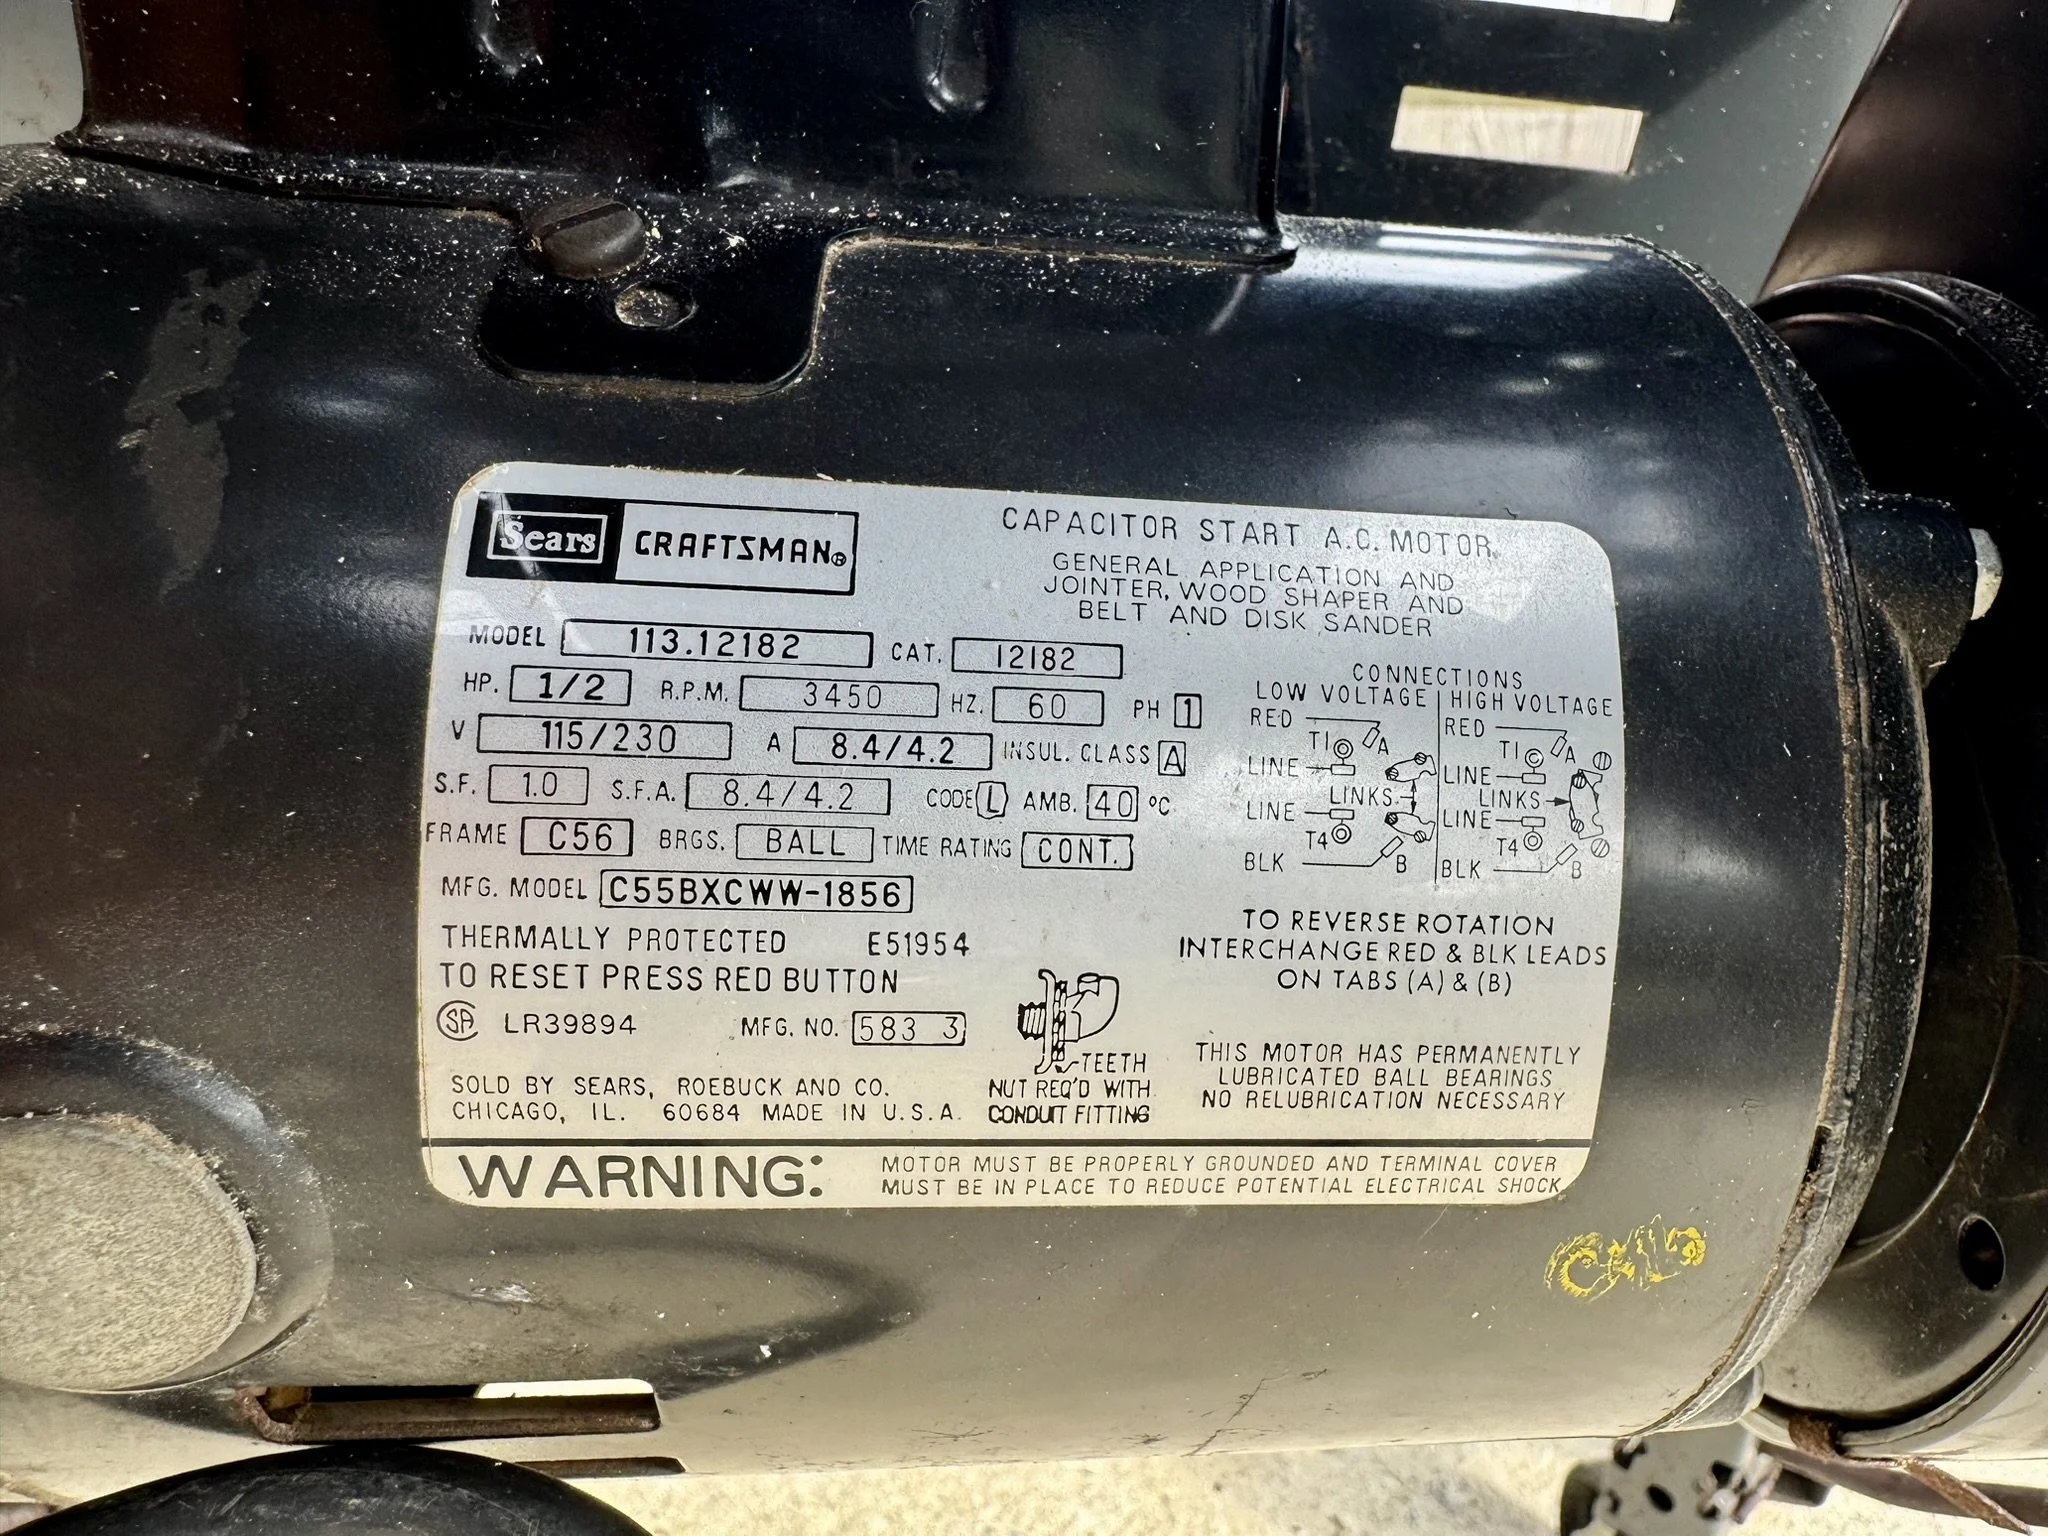 Sears CRAFTSMAN®
CAPACITOR START A.C. MOTOR
GENERAL APPLICATION AND
JOINTER, WOOD SHAPER AND
BELT AND DISK SANDER
MODEL 113.12182 CAT. 12182
HP. 1/2 R.P.M. 3450 HZ. 60 PH 1
V 115/230 A 8.4/4.2 INSUL. CLASS A
S.F. 1.0 S.F.A. 8.4/4.2 CODE L AMB. 40 °C
FRAME C56 BRGS. BALL TIME RATING CONT.
MFG. MODEL C55BXCWW-1856
THERMALLY PROTECTED E51954
TO RESET PRESS RED BUTTON
SA LR39894 MFG. NO. 583 3
SOLD BY SEARS, ROEBUCK AND CO.
CHICAGO, IL. 60684 MADE IN U.S.A.
TEETH
NUT REQ'D WITH
CONDUIT FITTING
CONNECTIONS
LOW VOLTAGE HIGH VOLTAGE
RED A RED A
T1 T1
LINE LINE
LINKS LINKS
LINE LINE
T4 T4
BLK B BLK B
TO REVERSE ROTATION
INTERCHANGE RED & BLK LEADS
ON TABS (A) & (B)
THIS MOTOR HAS PERMANENTLY
LUBRICATED BALL BEARINGS
NO RELUBRICATION NECESSARY
WARNING: MOTOR MUST BE PROPERLY GROUNDED AND TERMINAL COVER
MUST BE IN PLACE TO REDUCE POTENTIAL ELECTRICAL SHOCK